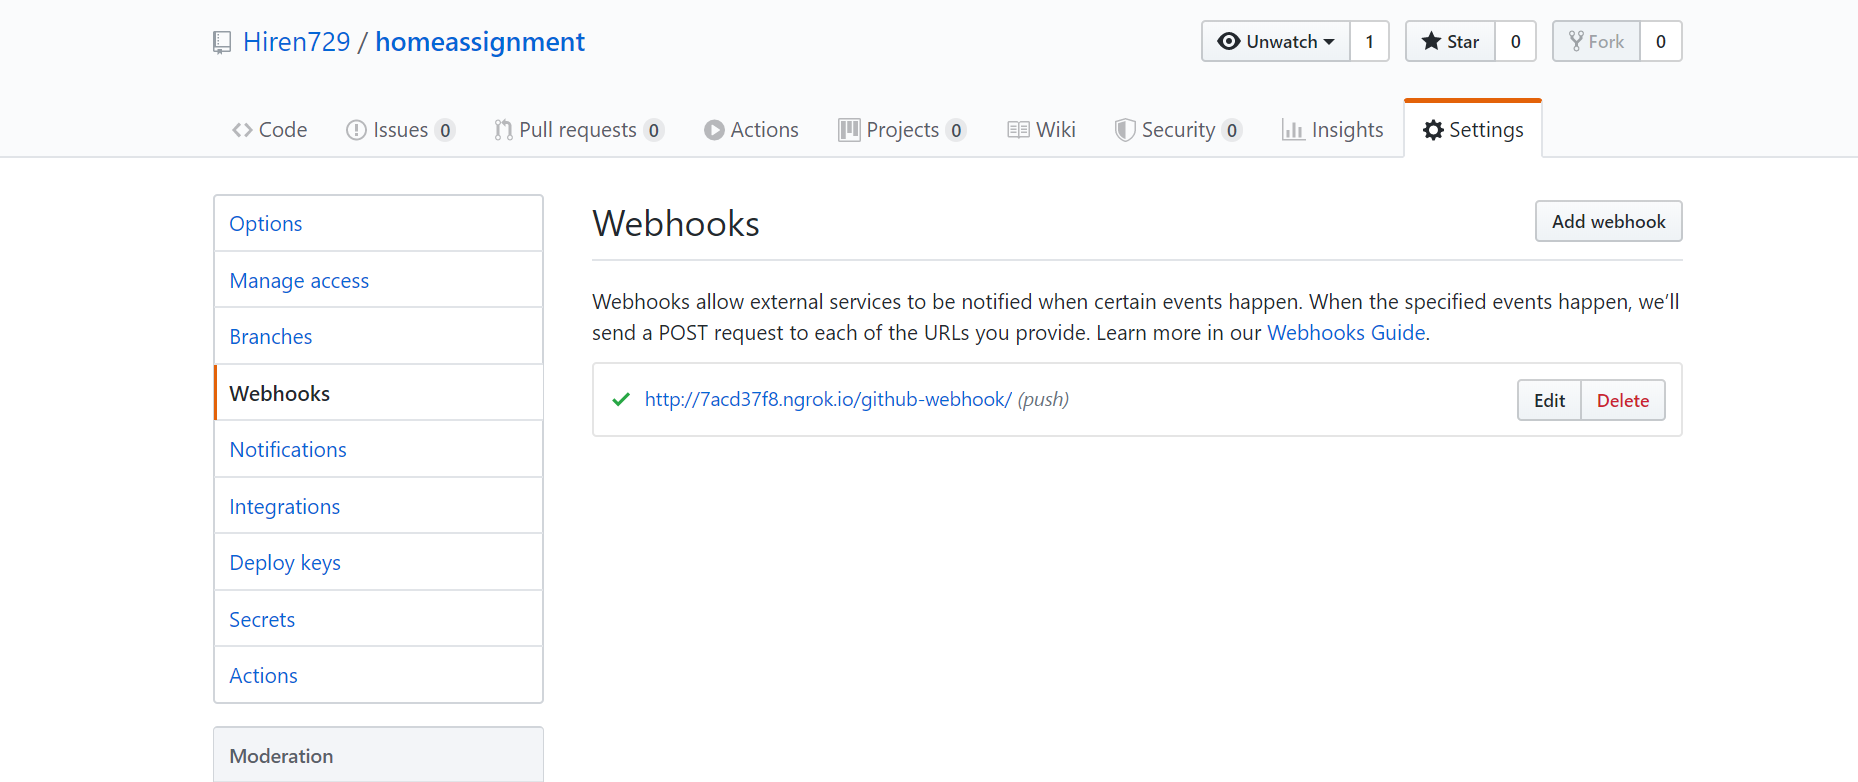 Hiren729 / homeassignment
Unwatch 1 Star 0 Fork 0
Code Issues 0 Pull requests 0 Actions Projects 0 Wiki Security 0 Insights Settings
Options
Manage access
Branches
Webhooks
Notifications
Integrations
Deploy keys
Secrets
Actions
Moderation
Webhooks
Add webhook
Webhooks allow external services to be notified when certain events happen. When the specified events happen, we’ll
send a POST request to each of the URLs you provide. Learn more in our Webhooks Guide.
http://7acd37f8.ngrok.io/github-webhook/ (push)
Edit Delete